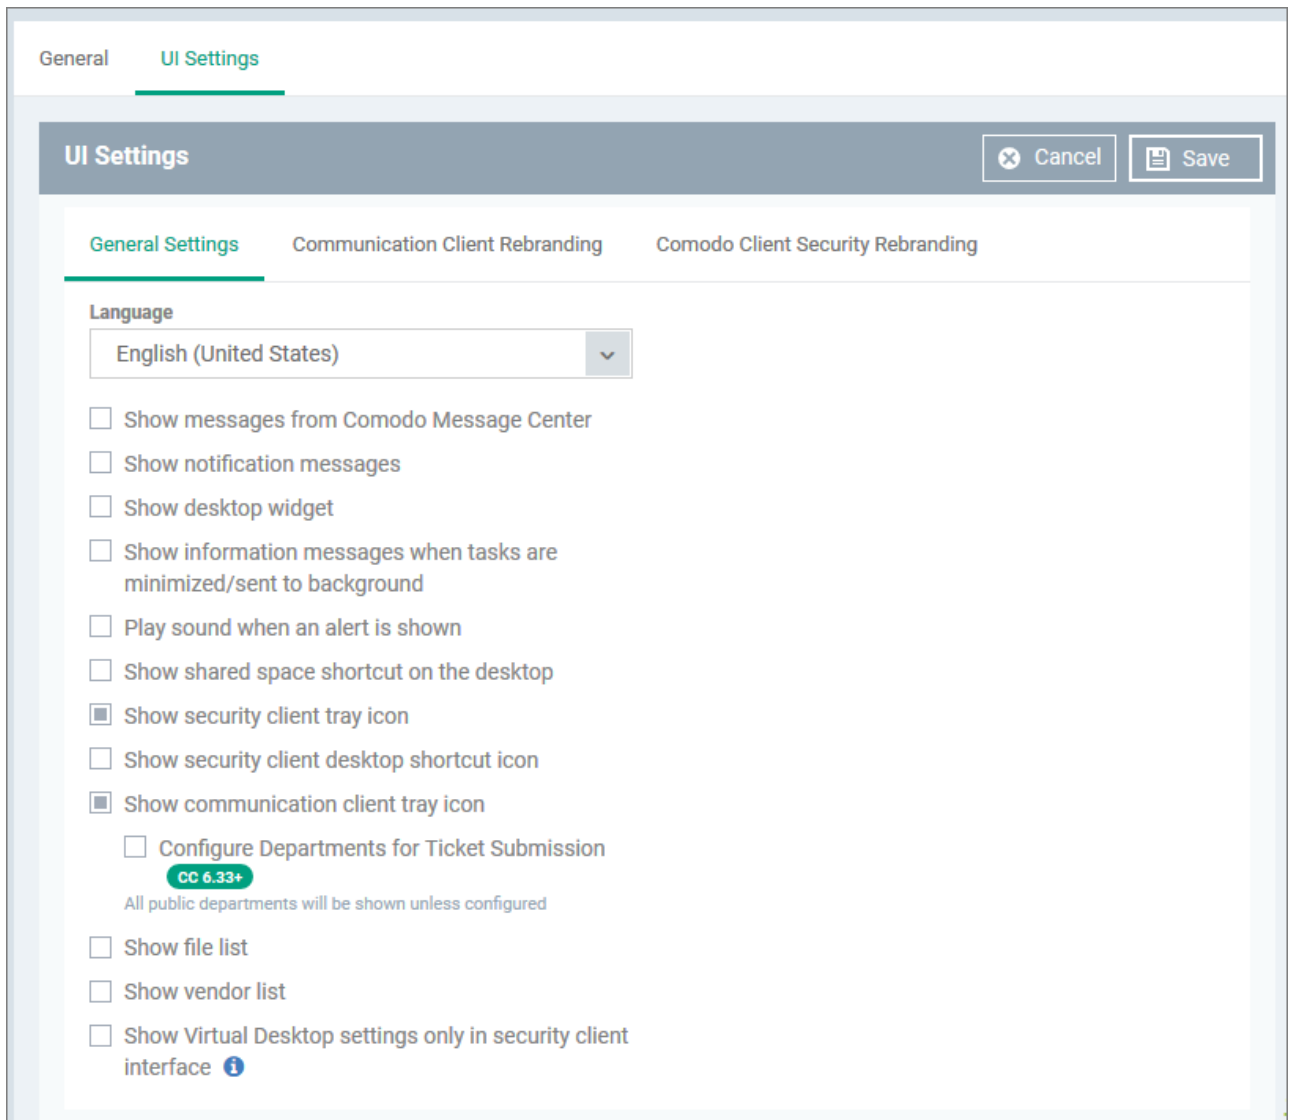 General UI Settings
UI Settings Cancel Save
General Settings Communication Client Rebranding Comodo Client Security Rebranding
Language
English (United States)
Show messages from Comodo Message Center
Show notification messages
Show desktop widget
Show information messages when tasks are
minimized/sent to background
Play sound when an alert is shown
Show shared space shortcut on the desktop
Show security client tray icon
Show security client desktop shortcut icon
Show communication client tray icon
Configure Departments for Ticket Submission
CC 6.33+
All public departments will be shown unless configured
Show file list
Show vendor list
Show Virtual Desktop settings only in security client
interface